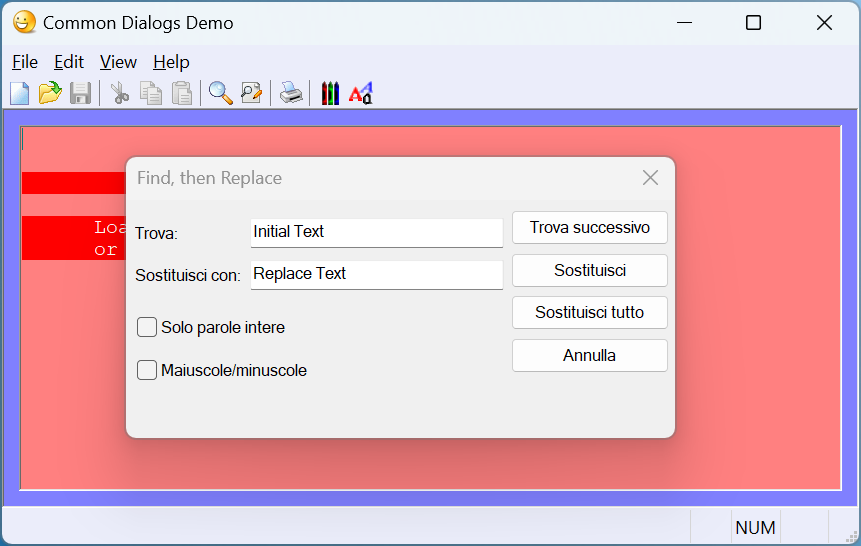 Common Dialogs Demo
File Edit View Help
Find, then Replace
Trova: Initial Text Trova successivo
Sostituisci con: Replace Text Sostituisci
Sostituisci tutto
Solo parole intere
Annulla
Maiuscole/minuscole
or
NUM